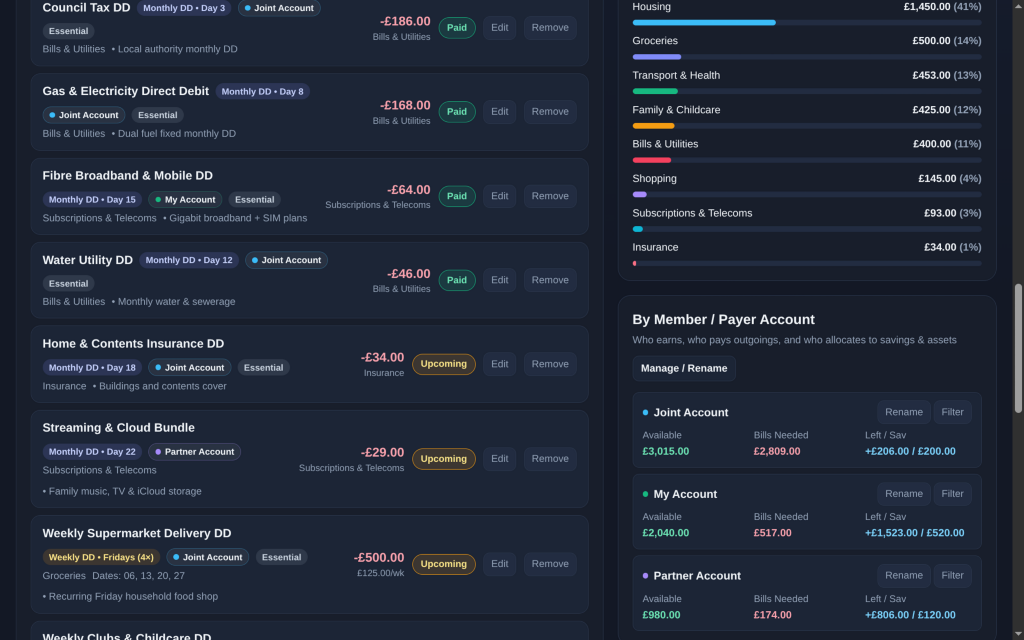 Council Tax DD Monthly DD • Day 3 Joint Account
Essential
Bills & Utilities • Local authority monthly DD
-£186.00
Bills & Utilities
Paid Edit Remove
Gas & Electricity Direct Debit Monthly DD • Day 8
Joint Account Essential
Bills & Utilities • Dual fuel fixed monthly DD
-£168.00
Bills & Utilities
Paid Edit Remove
Fibre Broadband & Mobile DD
Monthly DD • Day 15 My Account Essential
Subscriptions & Telecoms • Gigabit broadband + SIM plans
-£64.00
Subscriptions & Telecoms
Paid Edit Remove
Water Utility DD Monthly DD • Day 12 Joint Account
Essential
Bills & Utilities • Monthly water & sewerage
-£46.00
Bills & Utilities
Paid Edit Remove
Home & Contents Insurance DD
Monthly DD • Day 18 Joint Account Essential
Insurance • Buildings and contents cover
-£34.00
Insurance
Upcoming Edit Remove
Streaming & Cloud Bundle
Monthly DD • Day 22 Partner Account
Subscriptions & Telecoms
• Family music, TV & iCloud storage
-£29.00
Subscriptions & Telecoms
Upcoming Edit Remove
Weekly Supermarket Delivery DD
Weekly DD • Fridays (4×) Joint Account Essential
Groceries Dates: 06, 13, 20, 27
• Recurring Friday household food shop
-£500.00
£125.00/wk
Upcoming Edit Remove
Weekly Clubs & Childcare DD
Housing £1,450.00 (41%)
Groceries £500.00 (14%)
Transport & Health £453.00 (13%)
Family & Childcare £425.00 (12%)
Bills & Utilities £400.00 (11%)
Shopping £145.00 (4%)
Subscriptions & Telecoms £93.00 (3%)
Insurance £34.00 (1%)
By Member / Payer Account
Who earns, who pays outgoings, and who allocates to savings & assets
Manage / Rename
Joint Account Rename Filter
Available Bills Needed Left / Sav
£3,015.00 £2,809.00 +£206.00 / £200.00
My Account Rename Filter
Available Bills Needed Left / Sav
£2,040.00 £517.00 +£1,523.00 / £520.00
Partner Account Rename Filter
Available Bills Needed Left / Sav
£980.00 £174.00 +£806.00 / £120.00